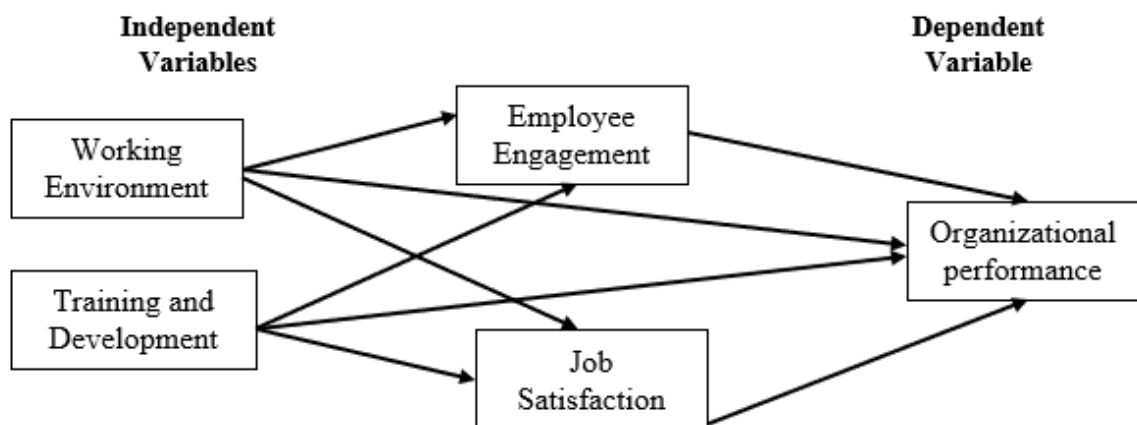 Independent
Variables
Dependent
Variable
Working
Environment
Employee
Engagement
Organizational
performance
Training and
Development
Job
Satisfaction